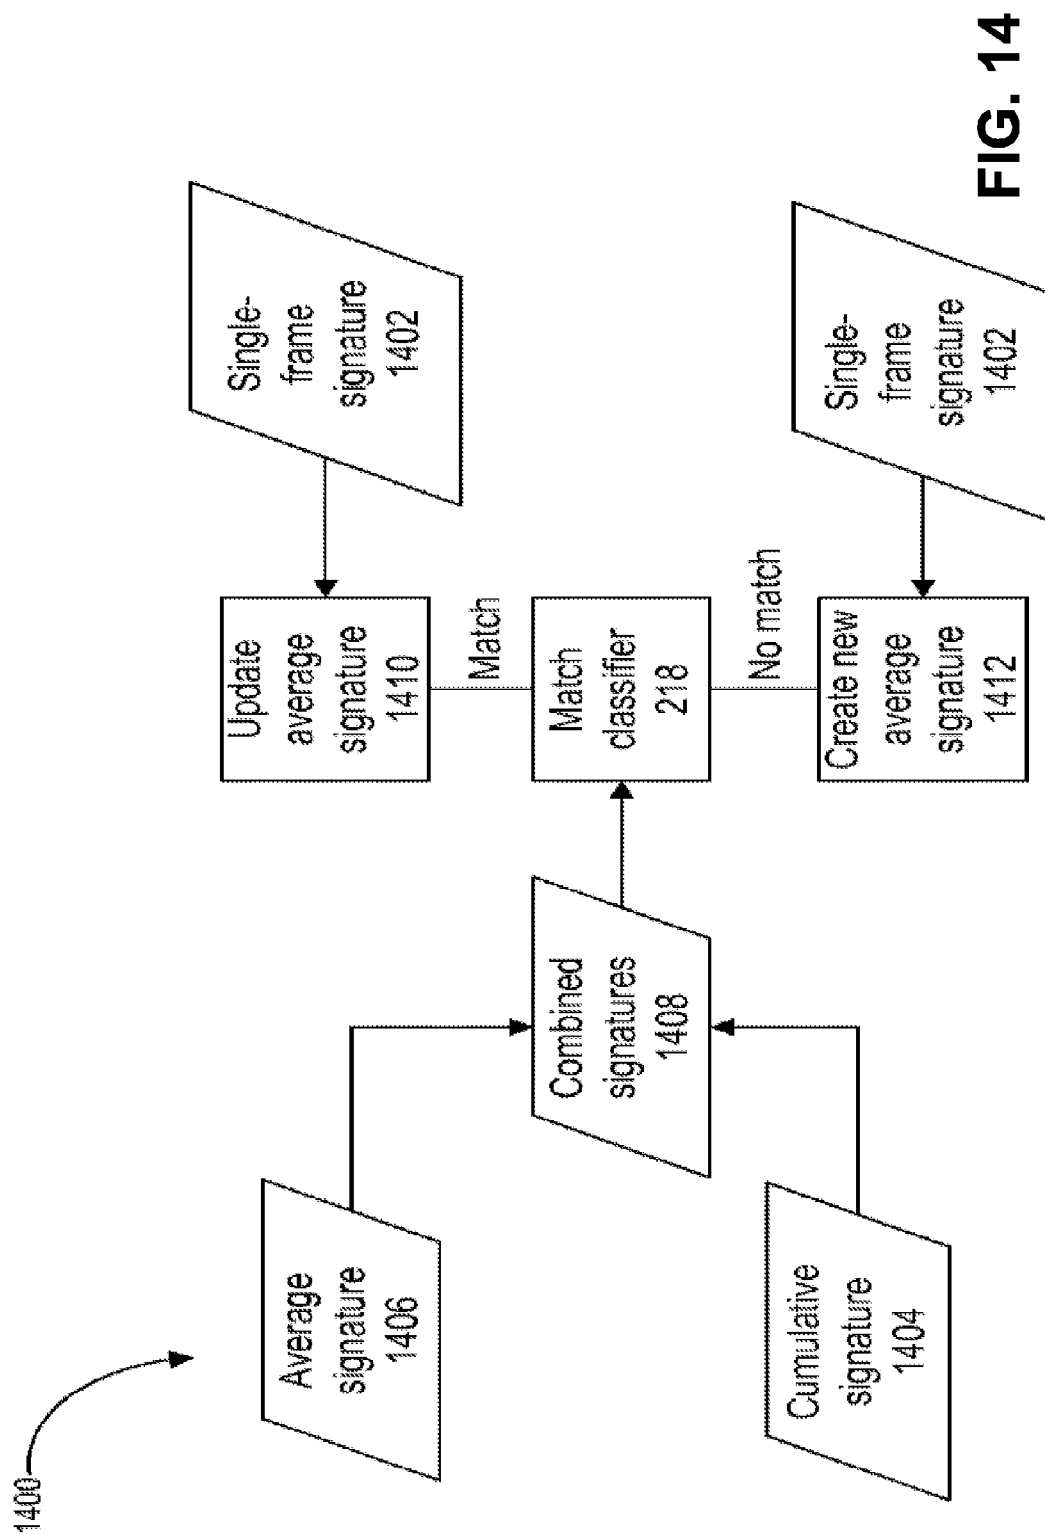 1400
Average
signature
1406
Cumulative
signature
1404
Combined
signatures
1408
Update
average
signature
1410
Match
Match
classifier
218
No match
Create new
average
signature
1412
Single-
frame
signature
1402
Single-
frame
signature
1402
FIG. 14